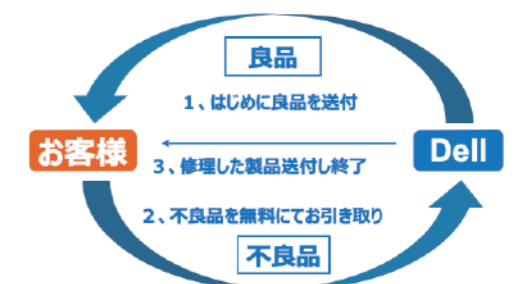 良品
1、はじめに良品を送付
お客様
Dell
3、修理した製品送付し終了
2、不良品を無料にてお引き取り
不良品